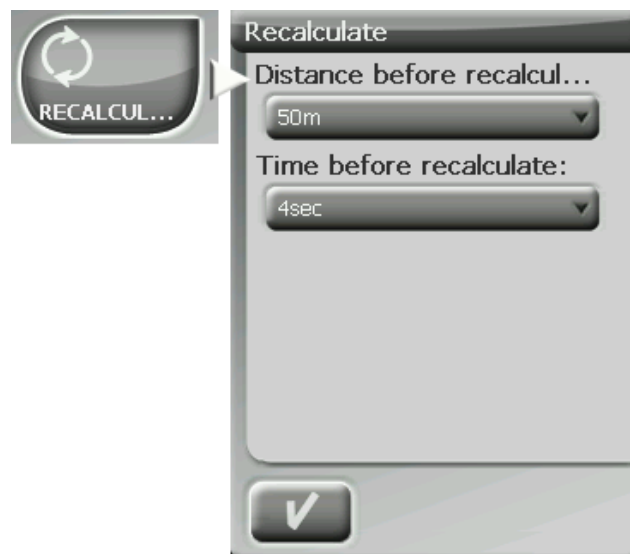 RECALCUL...
Recalculate
Distance before recalcul...
50m
Time before recalculate:
4sec